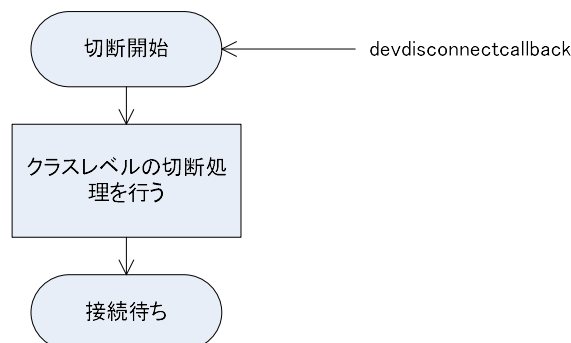 切断開始
devdisconnectcallback
クラスレベルの切断処
理を行う
接続待ち